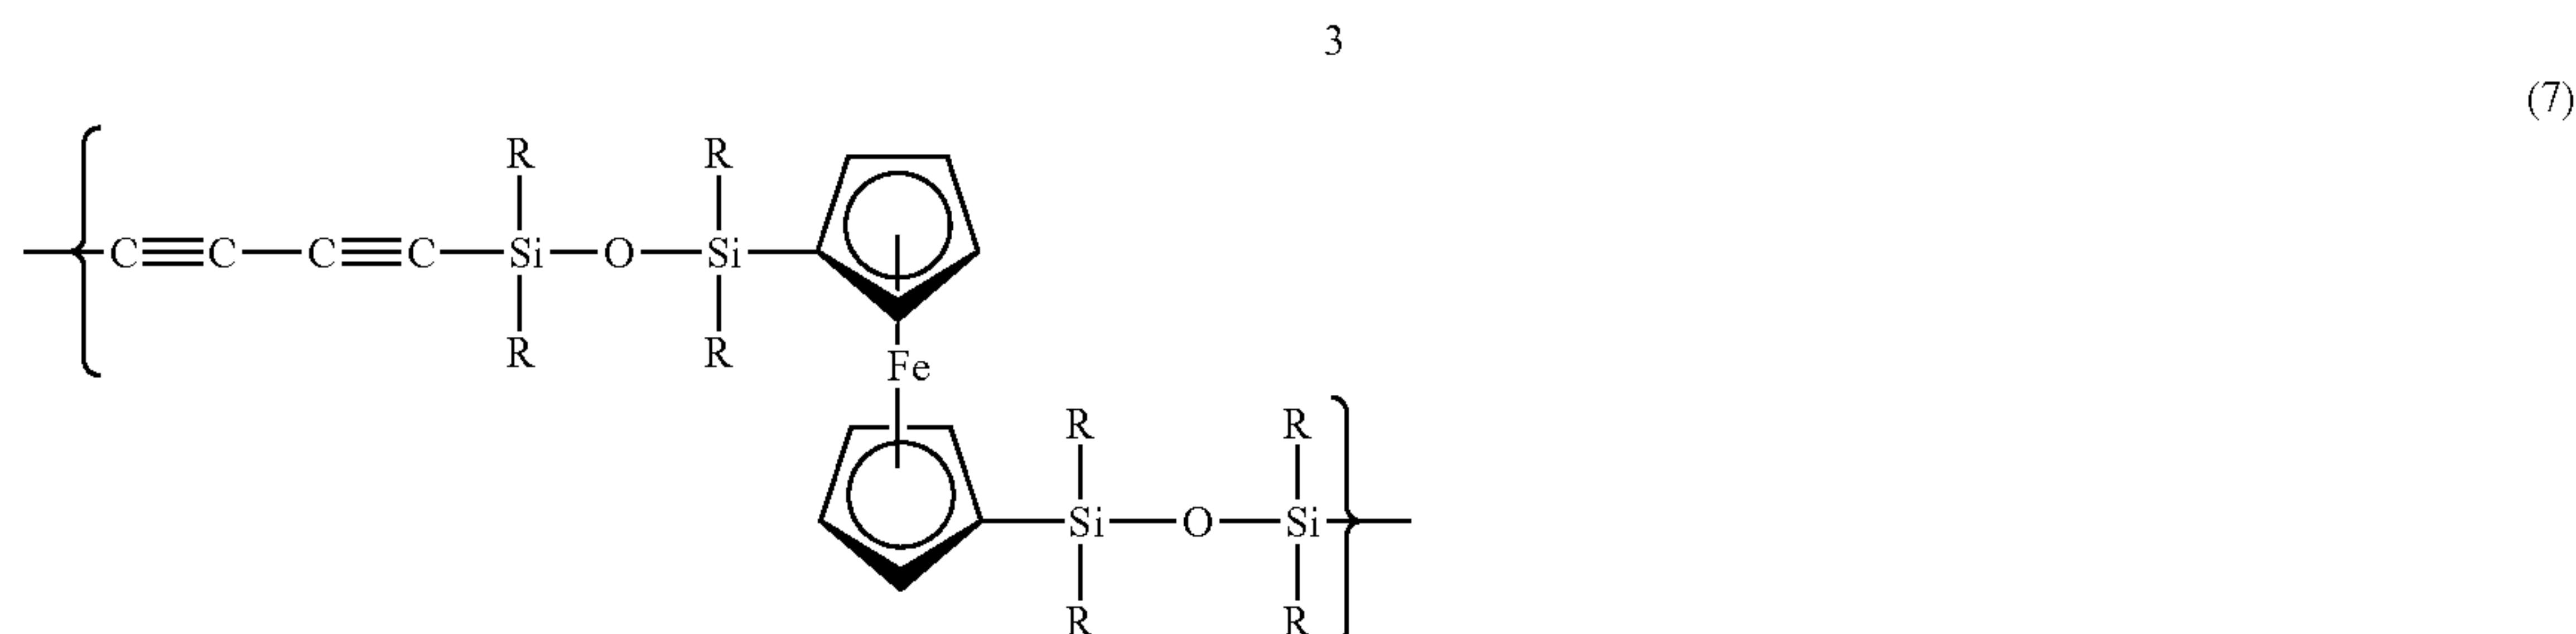 3
(7)
R R
C≡C—C≡C—Si—O—Si
R R
Fe
R R
Si—O—Si
R R